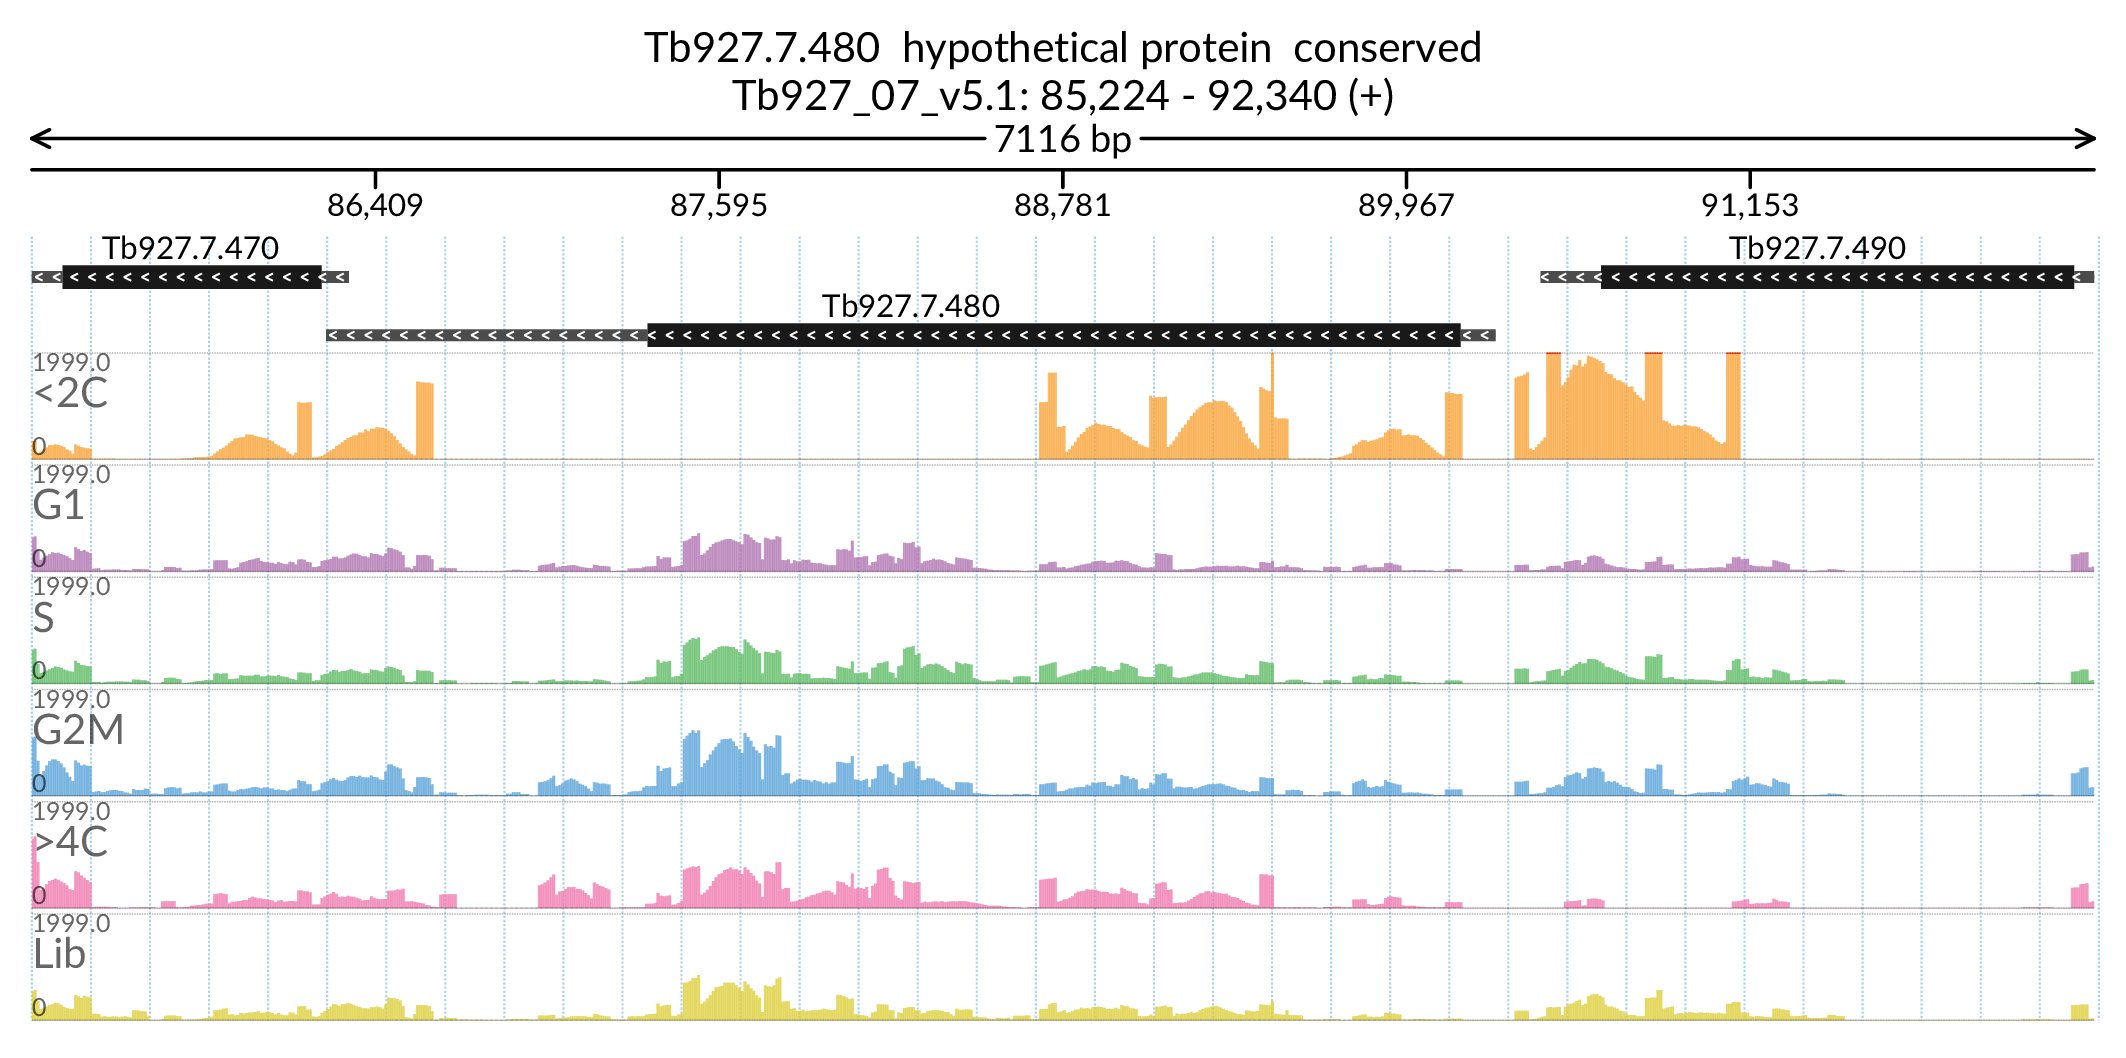 Tb927.7.480 hypothetical protein conserved
Tb927_07_v5.1: 85,224 - 92,340 (+)
7116 bp
86,409 87,595 88,781 89,967 91,153
Tb927.7.470 Tb927.7.490
Tb927.7.480
1999.0
<2C
0
1999.0
G1
0
1999.0
S
0
1999.0
G2M
0
1999.0
>4C
0
1999.0
Lib
0